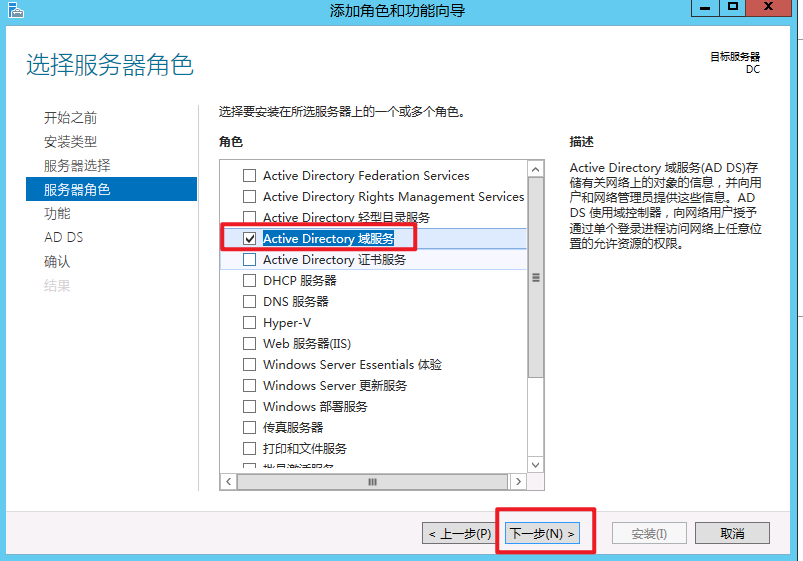 添加角色和功能向导
选择服务器角色
目标服务器
DC
开始之前
安装类型
服务器选择
服务器角色
功能
AD DS
确认
结果
选择要安装在所选服务器上的一个或多个角色。
角色
Active Directory Federation Services
Active Directory Rights Management Services
Active Directory 轻型目录服务
Active Directory 域服务
Active Directory 证书服务
DHCP 服务器
DNS 服务器
Hyper-V
Web 服务器(IIS)
Windows Server Essentials 体验
Windows Server 更新服务
Windows 部署服务
传真服务器
打印和文件服务
批量激活服务
描述
Active Directory 域服务(AD DS)存
储有关网络上的对象的信息，并向用
户和网络管理员提供这些信息。AD
DS 使用域控制器，向网络用户授予
通过单个登录进程访问网络上任意位
置的允许资源的权限。
< 上一步(P)
下一步(N) >
安装(I)
取消